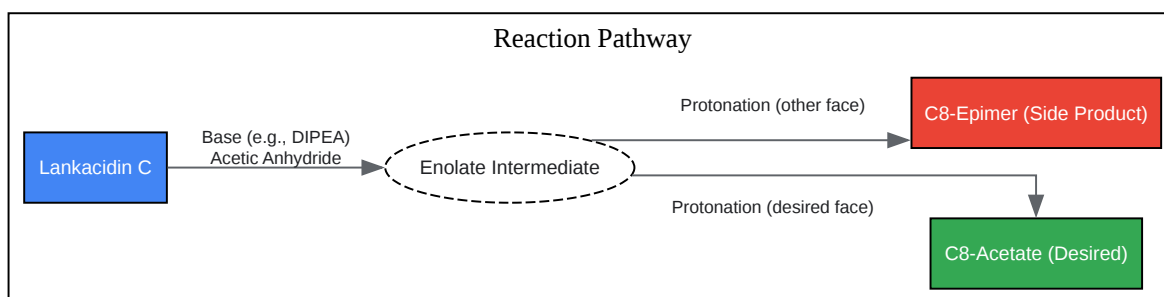 Reaction Pathway
Lankacidin C
Base (e.g., DIPEA)
Acetic Anhydride
Enolate Intermediate
Protonation (other face)
C8-Epimer (Side Product)
Protonation (desired face)
C8-Acetate (Desired)